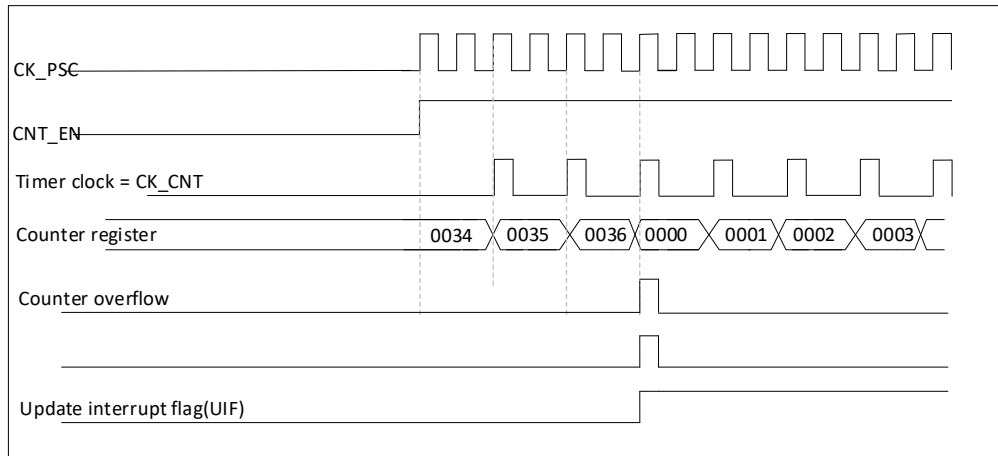 CK_PSC
CNT_EN
Timer clock = CK_CNT
Counter register 0034 0035 0036 0000 0001 0002 0003
Counter overflow
Update interrupt flag(UIF)